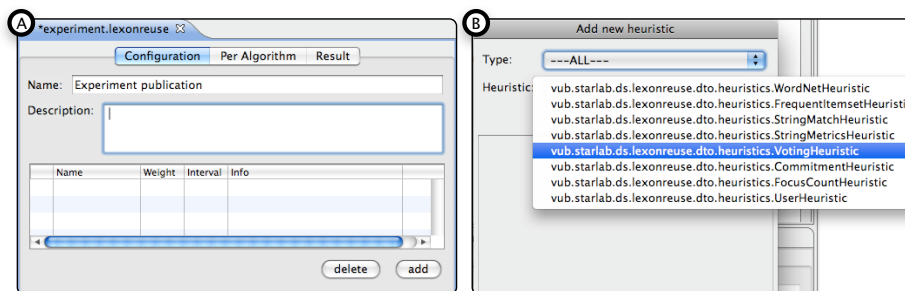 A
*experiment.lexonreuse
Configuration Per Algorithm Result
Name: Experiment publication
Description:
Name Weight Interval Info
delete add
B
Add new heuristic
Type: ---ALL---
Heuristic:
vub.starlab.ds.lexonreuse.dto.heuristics.WordNetHeuristic
vub.starlab.ds.lexonreuse.dto.heuristics.FrequentItemsetHeuristi
vub.starlab.ds.lexonreuse.dto.heuristics.StringMatchHeuristic
vub.starlab.ds.lexonreuse.dto.heuristics.StringMetricsHeuristic
vub.starlab.ds.lexonreuse.dto.heuristics.VotingHeuristic
vub.starlab.ds.lexonreuse.dto.heuristics.CommitmentHeuristic
vub.starlab.ds.lexonreuse.dto.heuristics.FocusCountHeuristic
vub.starlab.ds.lexonreuse.dto.heuristics.UserHeuristic